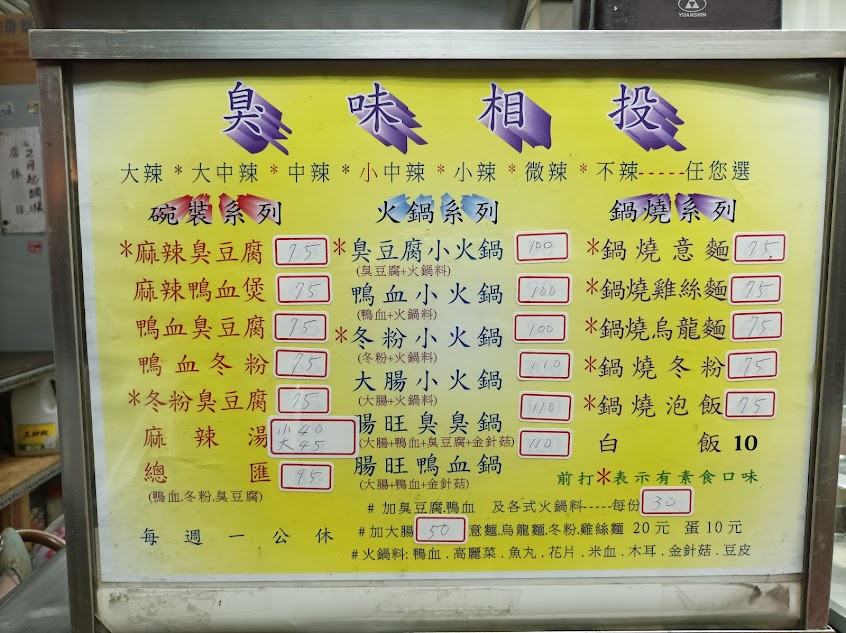 YUANSHIN
臭味相投
大辣*大中辣*中辣*小中辣*小辣*微辣*不辣-----任您選
碗裝系列
*麻辣臭豆腐 75
麻辣鴨血煲 75
鴨血臭豆腐 75
鴨血冬粉 75
*冬粉臭豆腐 75
麻辣湯 小40
大45
總匯 95
(鴨血.冬粉.臭豆腐)
每週一公休
火鍋系列
*臭豆腐小火鍋 100
(臭豆腐+火鍋料)
鴨血小火鍋 100
(鴨血+火鍋料)
*冬粉小火鍋 100
(冬粉+火鍋料)
大腸小火鍋 110
(大腸+火鍋料)
腸旺臭臭鍋 110
(大腸+鴨血+臭豆腐+金針菇)
腸旺鴨血鍋 110
(大腸+鴨血+金針菇)
鍋燒系列
*鍋燒意麵 75
*鍋燒雞絲麵 75
*鍋燒烏龍麵 75
*鍋燒冬粉 75
*鍋燒泡飯 75
白飯 10
前打*表示有素食口味
# 加臭豆腐.鴨血 及各式火鍋料-----每份 30
# 加大腸 50 意麵.烏龍麵.冬粉.雞絲麵 20元 蛋10元
# 火鍋料: 鴨血.高麗菜.魚丸.花片.米血.木耳.金針菇.豆皮
店休日